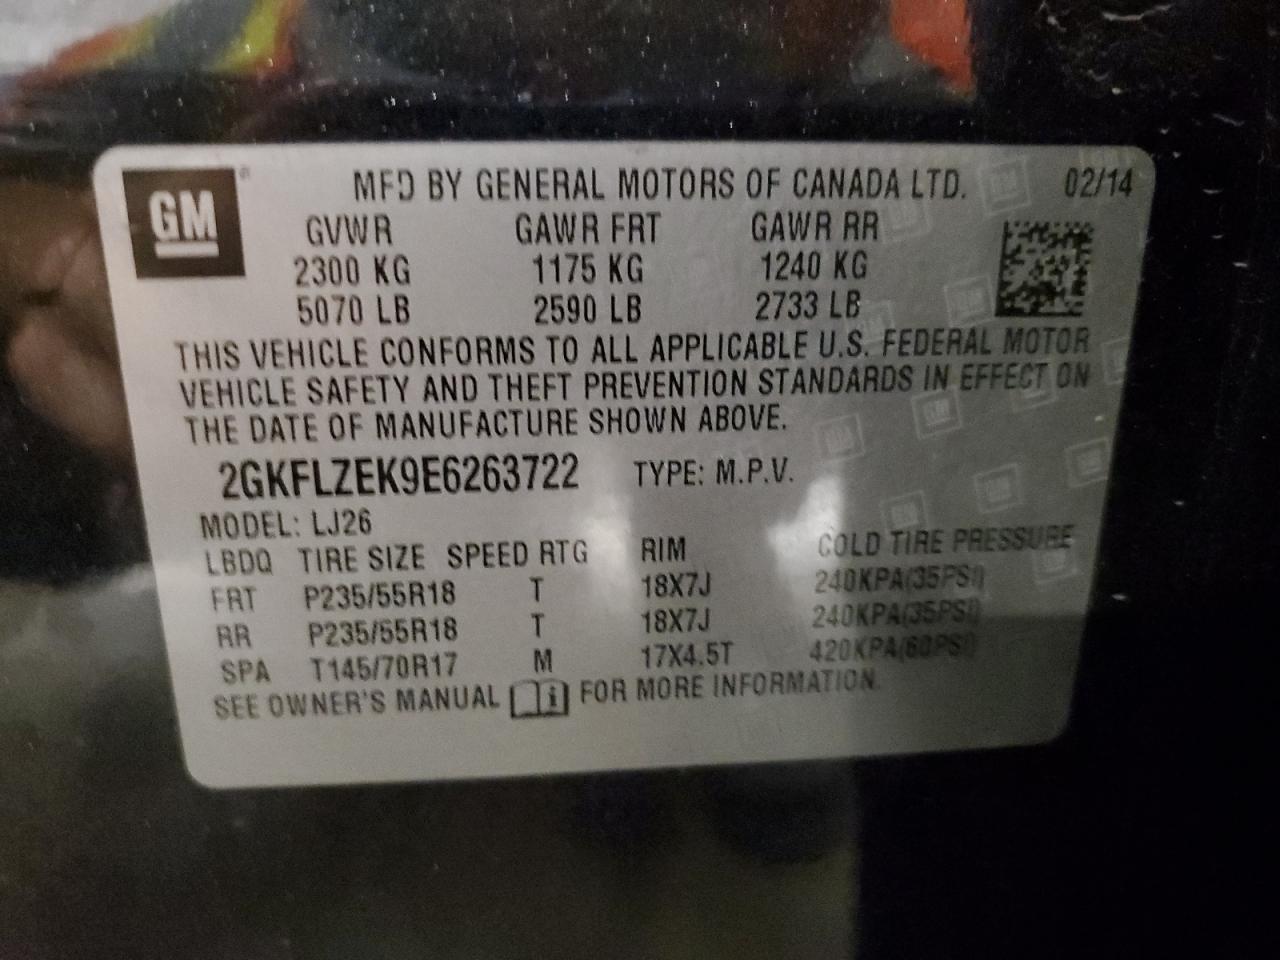 GM
MFD BY GENERAL MOTORS OF CANADA LTD. 02/14
GVWR GAWR FRT GAWR RR
2300 KG 1175 KG 1240 KG
5070 LB 2590 LB 2733 LB
THIS VEHICLE CONFORMS TO ALL APPLICABLE U.S. FEDERAL MOTOR
VEHICLE SAFETY AND THEFT PREVENTION STANDARDS IN EFFECT ON
THE DATE OF MANUFACTURE SHOWN ABOVE.
2GKFLZEK9E6263722 TYPE: M.P.V.
MODEL: LJ26
LBDQ TIRE SIZE SPEED RTG RIM COLD TIRE PRESSURE
FRT P235/55R18 T 18X7J 240KPA(35PSI)
RR P235/55R18 T 18X7J 240KPA(35PSI)
SPA T145/70R17 M 17X4.5T 420KPA(60PSI)
SEE OWNER'S MANUAL FOR MORE INFORMATION.